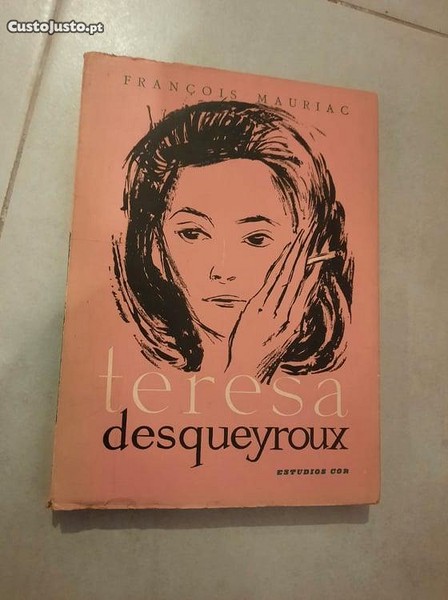 CustoJusto.pt
FRANÇOIS MAURIAC
teresa
desqueyroux
ESTUDIOS COR